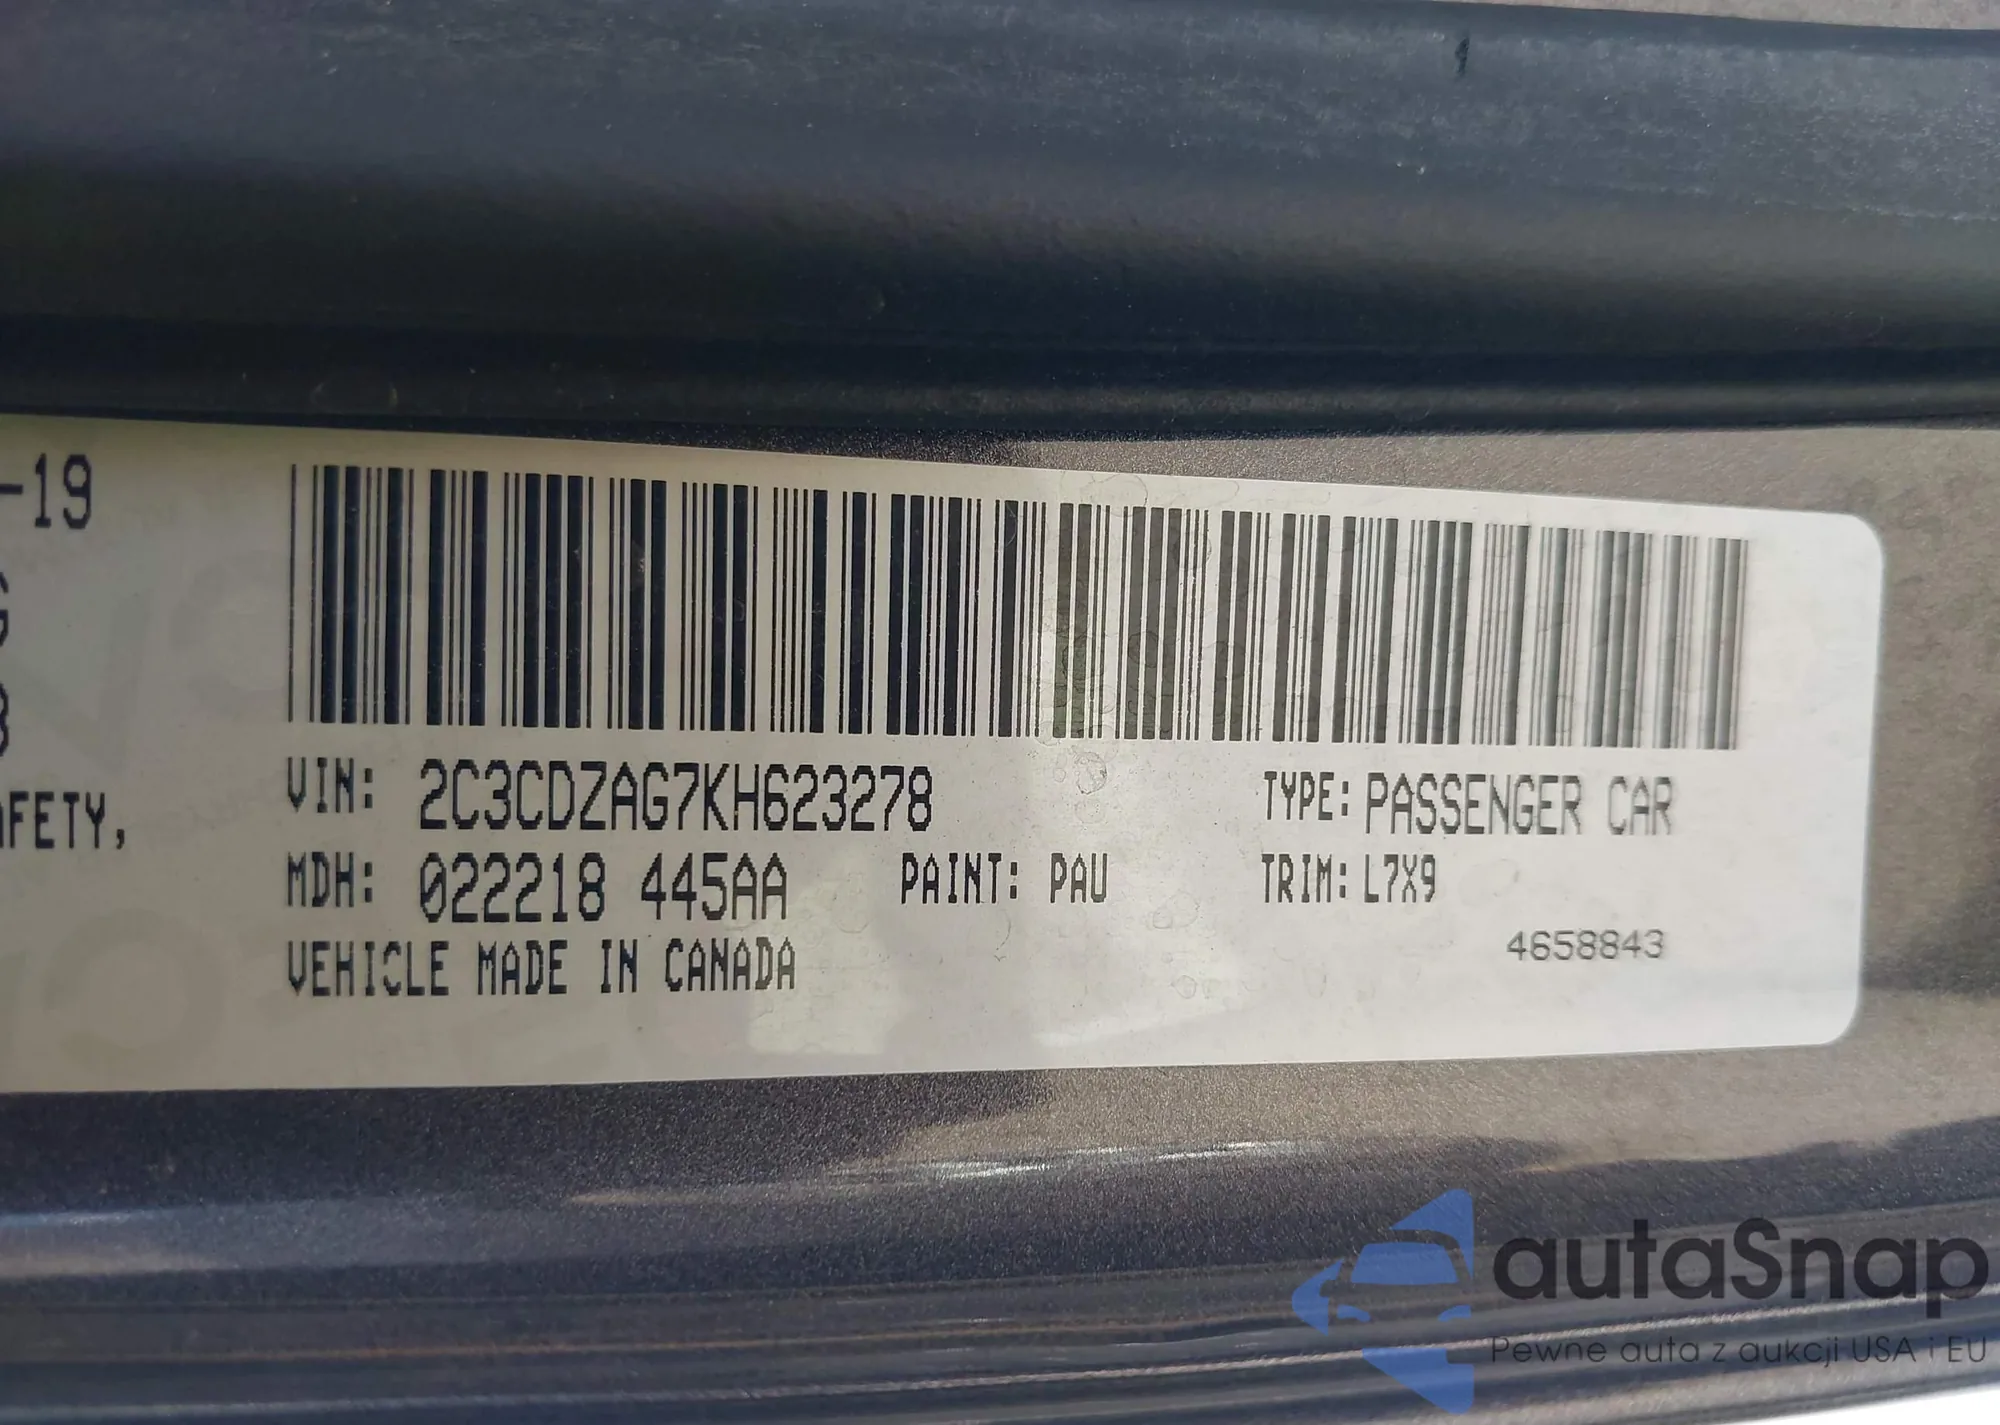 -19
AFETY,
VIN: 2C3CDZAG7KH623278 TYPE: PASSENGER CAR
MDH: 022218 445AA PAINT: PAU TRIM: L7X9
4658843
VEHICLE MADE IN CANADA
autaSnap
Pewne auta z aukcji USA i EU